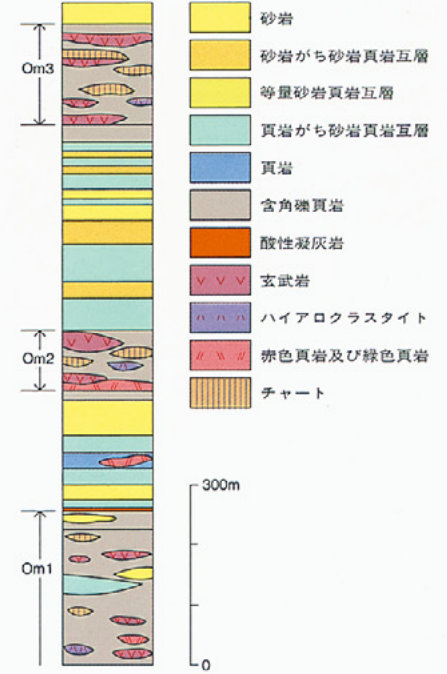 砂岩
砂岩がち砂岩頁岩互層
等量砂岩頁岩互層
頁岩がち砂岩頁岩互層
頁岩
含角礫頁岩
酸性凝灰岩
玄武岩
ハイアロクラスタイト
赤色頁岩及び緑色頁岩
チャート
Om3
Om2
Om1
300m
0